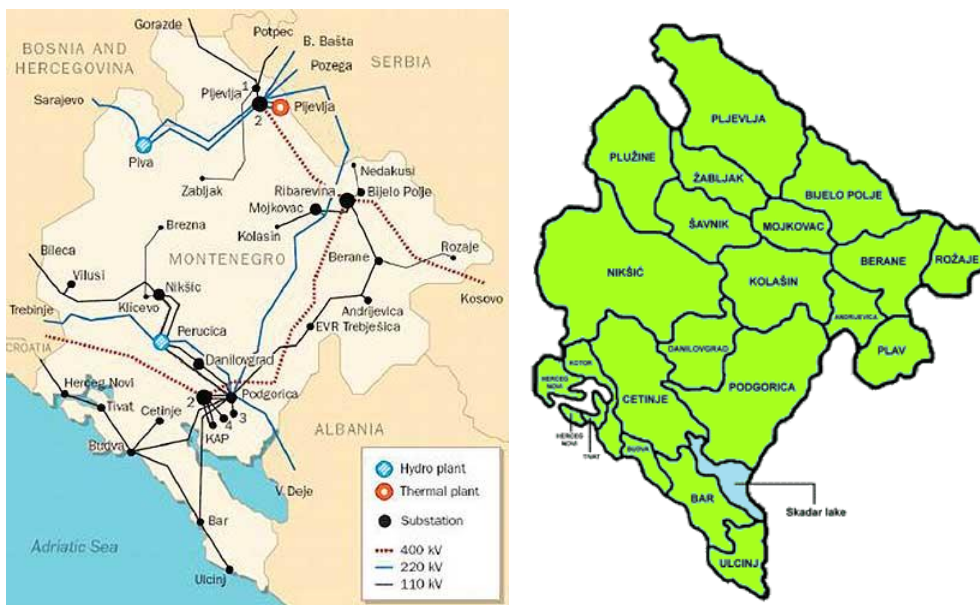 Gorazde
Potpec
B. Bašta
Pozega
BOSNIA AND
HERCEGOVINA
SERBIA
Sarajevo
Pljevlja
1
2
Pljevlja
Piva
Zabljak
Nedakusi
Ribarevina
Bijelo Polje
Mojkovac
Kolašin
Brezna
Bileca
MONTENEGRO
Berane
Rozaje
Vilusi
Nikšic
Kosovo
Trebinje
Klicevo
Andrijevica
EVR Trebješica
Perucica
CROATIA
Danilovgrad
Herceg Novi
2
Podgorica
Tivat
Cetinje
4
3
KAP
ALBANIA
Budva
V. Deje
Bar
Adriatic Sea
Ulcinj
Hydro plant
Thermal plant
Substation
400 kV
220 kV
110 kV
PLJEVLJA
PLUŽINE
ŽABLJAK
BIJELO POLJE
ŠAVNIK
MOJKOVAC
NIKŠIĆ
KOLAŠIN
BERANE
ROŽAJE
ANDRIJEVICA
PLAV
DANILOVGRAD
PODGORICA
KOTOR
HERCEG
NOVI
CETINJE
HERCEG
NOVI
TIVAT
BUDVA
BAR
Skadar lake
ULCINJ